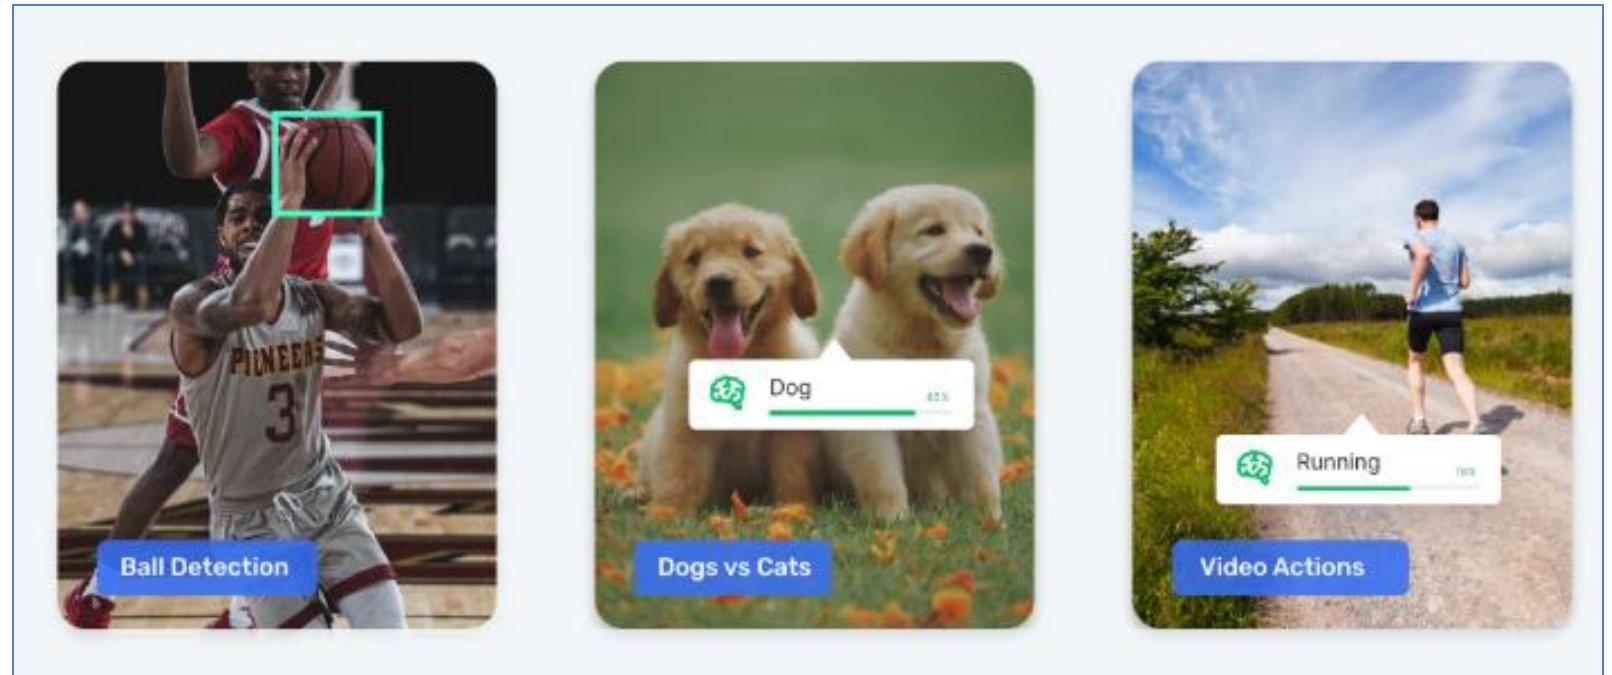 PIONEERS
3
Dog
Running
Ball Detection
Dogs vs Cats
Video Actions